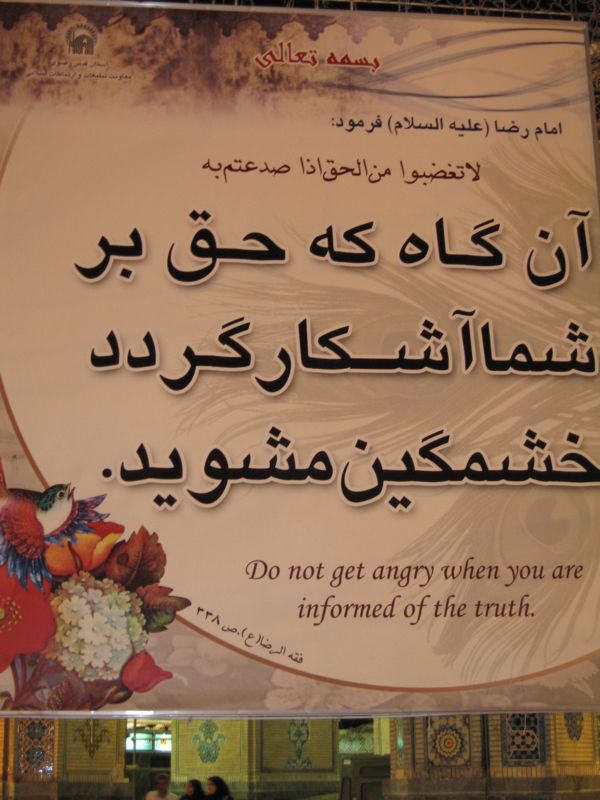 بسمه تعالی
آستان قدس رضوی
معاونت تبلیغات و ارتباطات اسلامی
امام رضا (علیه السلام) فرمود:
لاتغضبوا من الحق اذا صدعتم به
آن گاه که حق بر
شما آشکار گردد
خشمگین مشوید.
Do not get angry when you are
informed of the truth.
فقه الرضا(ع).ص ۳۳۸